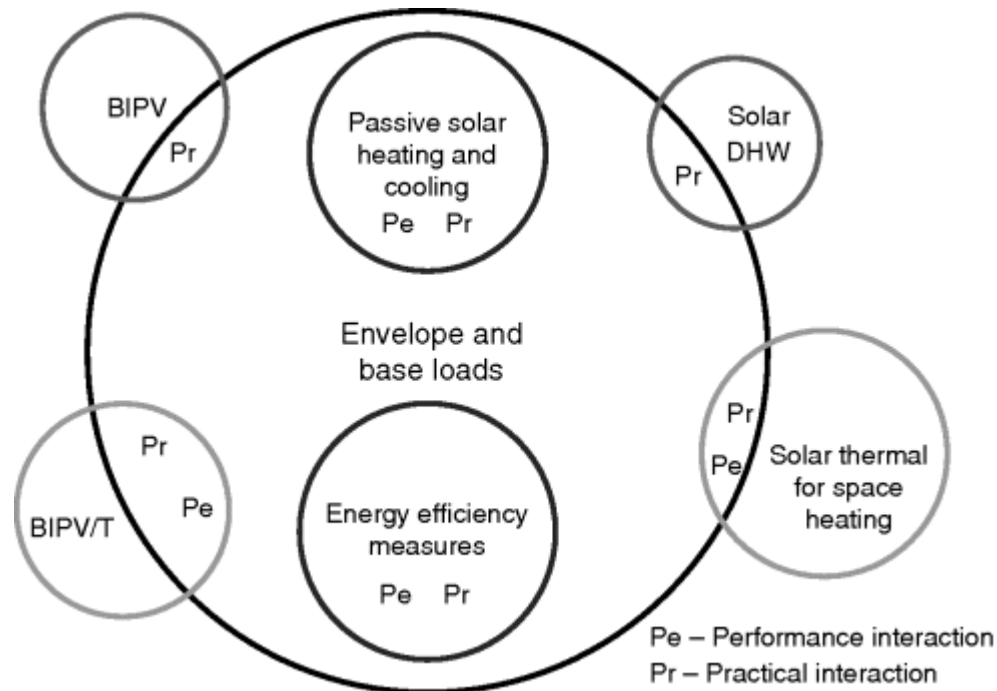 BIPV
Pr
Passive solar
heating and
cooling
Pe Pr
Solar
DHW
Pr
Envelope and
base loads
Pr
Pe
BIPV/T
Energy efficiency
measures
Pe Pr
Pr
Pe
Solar thermal
for space
heating
Pe – Performance interaction
Pr – Practical interaction